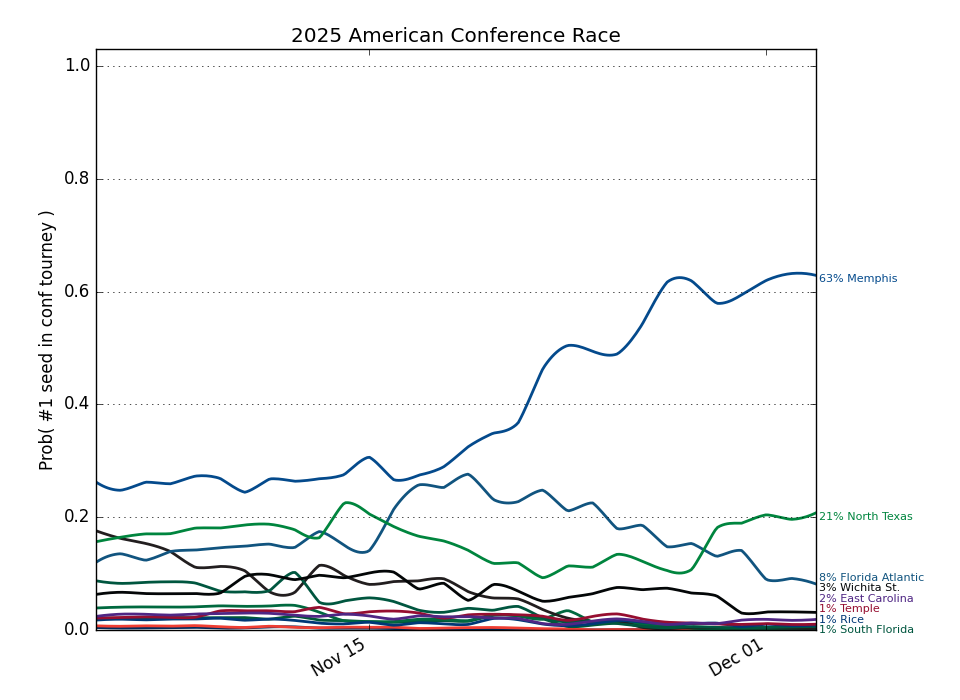 2025 American Conference Race
Prob( #1 seed in conf tourney )
1.0
0.8
0.6
0.4
0.2
0.0
Nov 15
Dec 01
63% Memphis
21% North Texas
8% Florida Atlantic
3% Wichita St.
2% East Carolina
1% Temple
1% Rice
1% South Florida